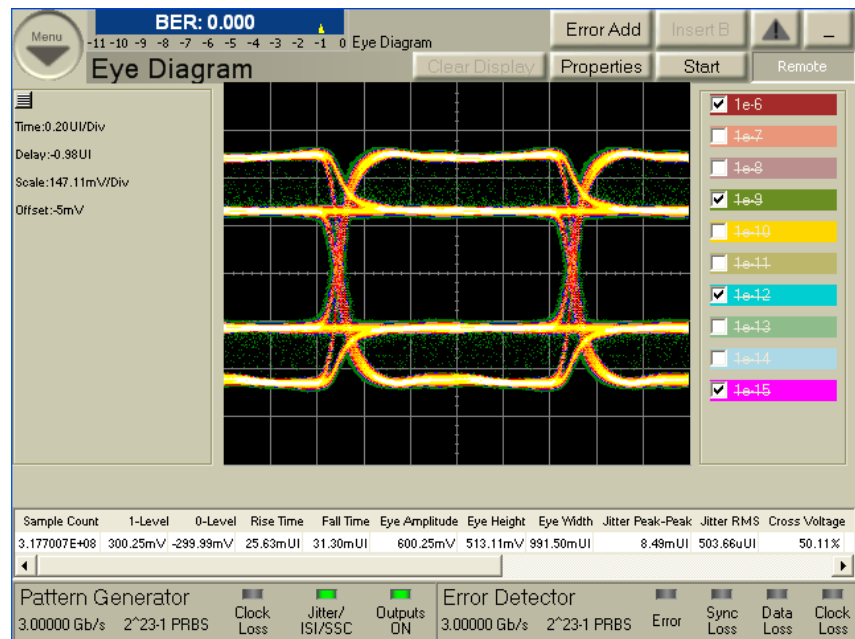 Menu
BER: 0.000
-11 -10 -9 -8 -7 -6 -5 -4 -3 -2 -1 0 Eye Diagram
Error Add
Insert B
Eye Diagram
Clear Display
Properties
Start
Remote
Time:0.20UI/Div
Delay:-0.98UI
Scale:147.11mV/Div
Offset:-5mV
1e-6
1e-7
1e-8
1e-9
1e-10
1e-11
1e-12
1e-13
1e-14
1e-15
Sample Count 1-Level 0-Level Rise Time Fall Time Eye Amplitude Eye Height Eye Width Jitter Peak-Peak Jitter RMS Cross Voltage
3.177007E+08 300.25mV -299.99mV 25.63mUI 31.30mUI 600.25mV 513.11mV 991.50mUI 8.49mUI 503.66uUI 50.11%
Pattern Generator
3.00000 Gb/s 2^23-1 PRBS
Clock Loss
Jitter/ ISI/SSC
Outputs ON
Error Detector
3.00000 Gb/s 2^23-1 PRBS
Error
Sync Loss
Data Loss
Clock Loss